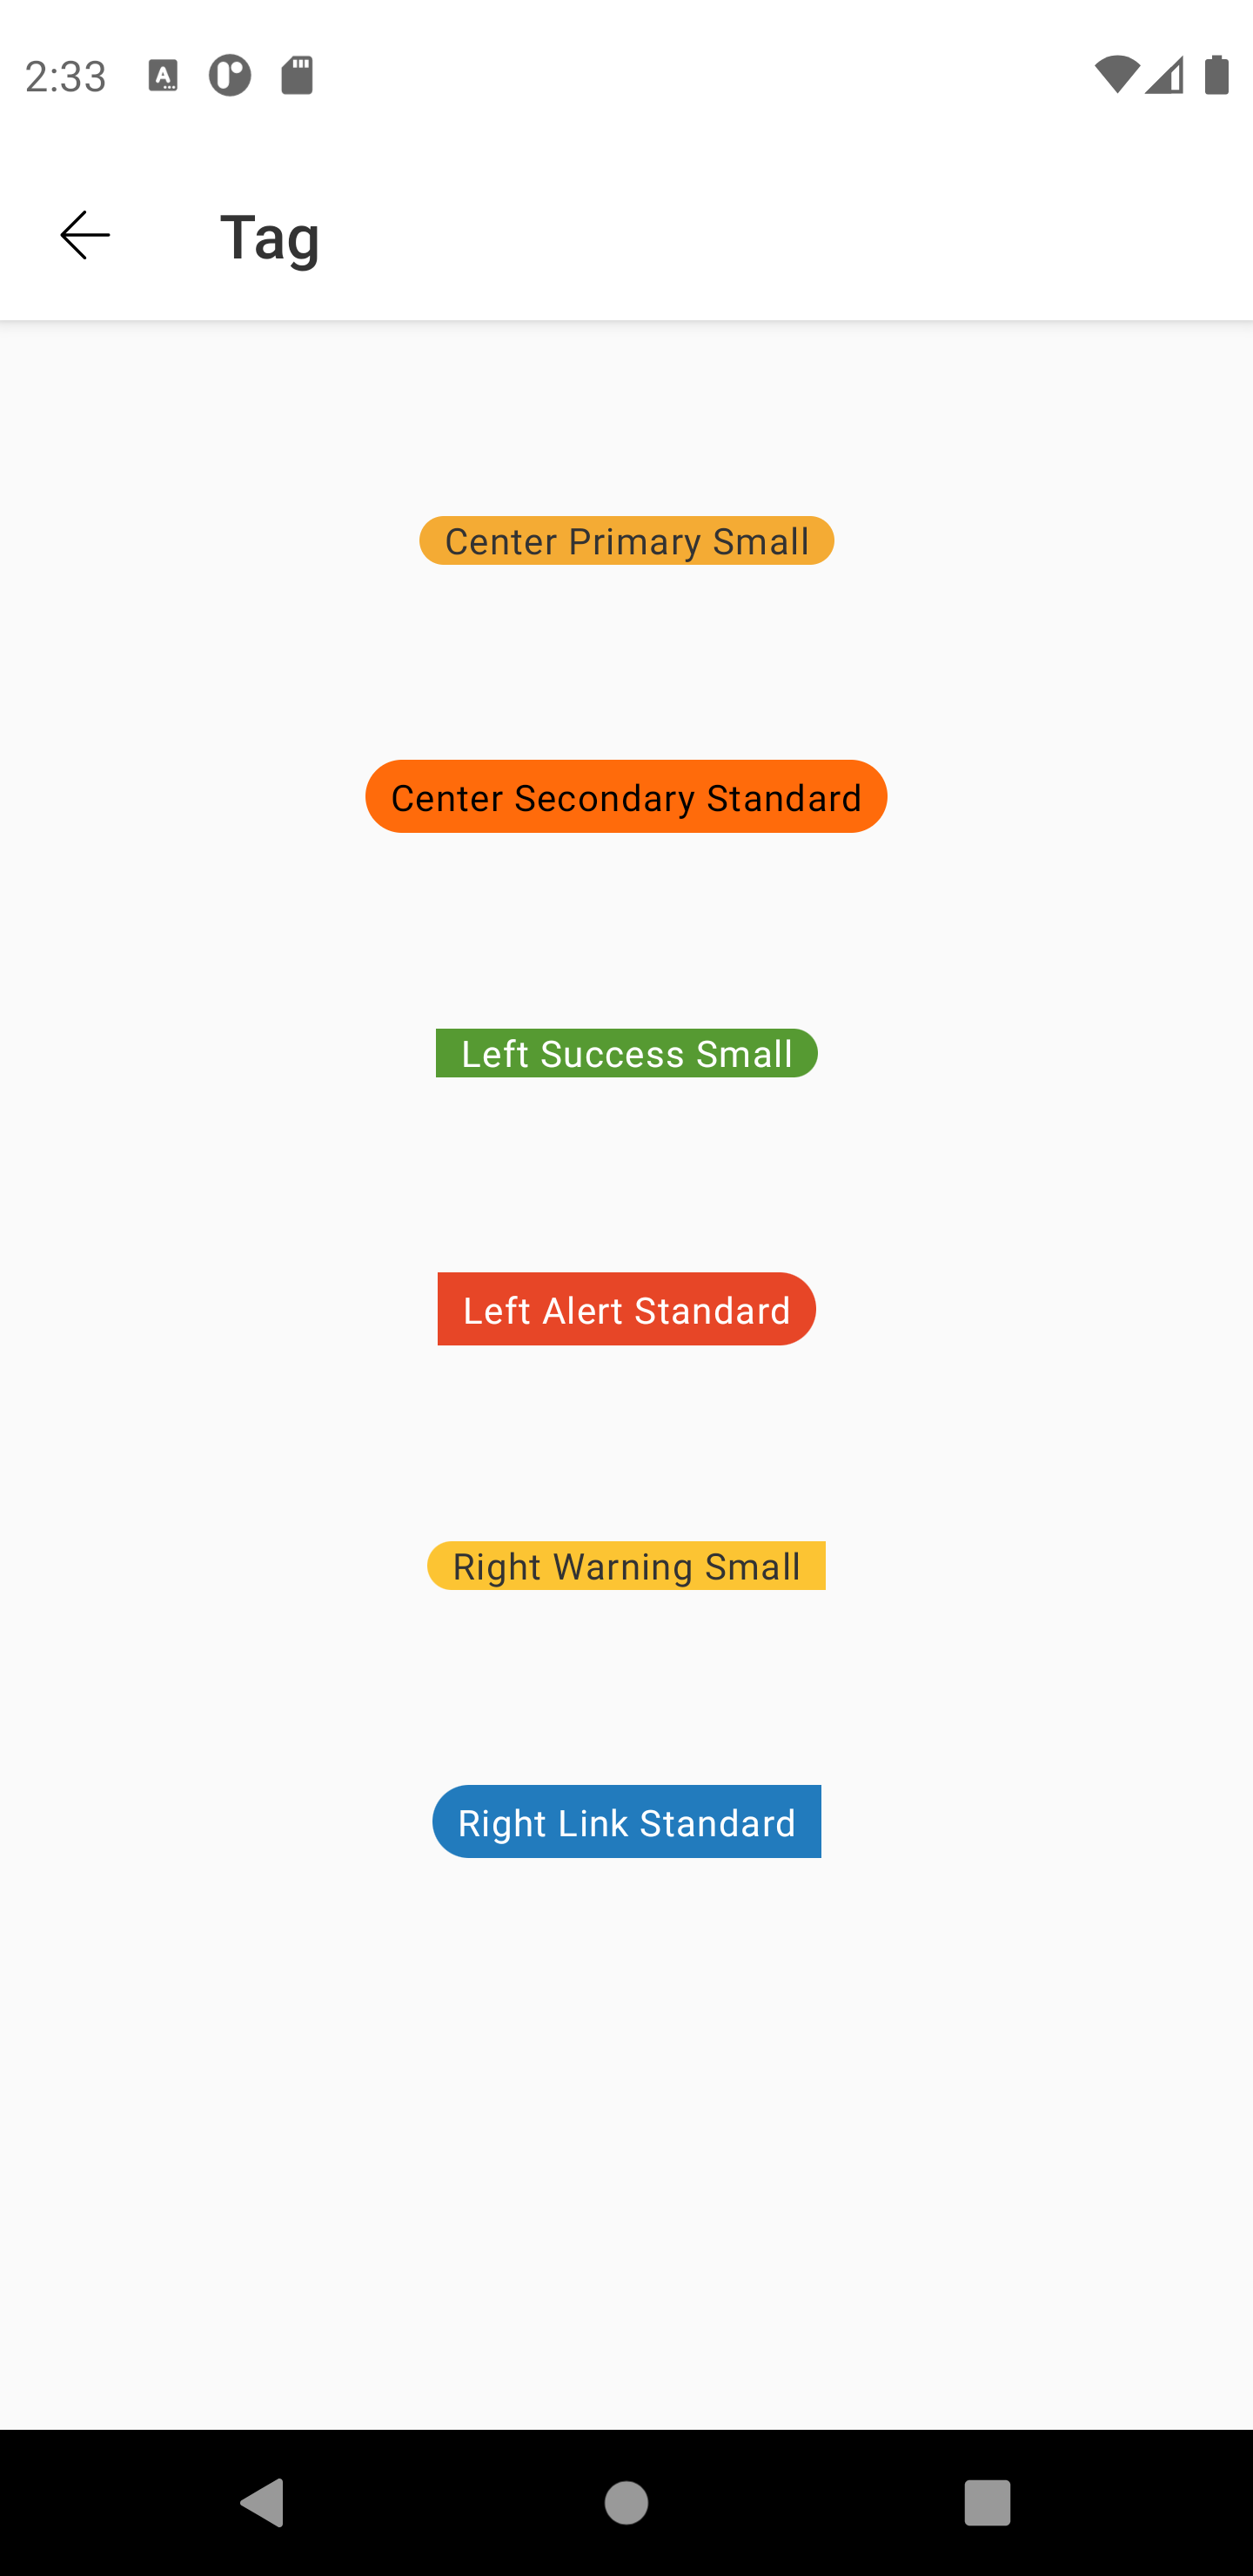 2:33
Tag
Center Primary Small
Center Secondary Standard
Left Success Small
Left Alert Standard
Right Warning Small
Right Link Standard